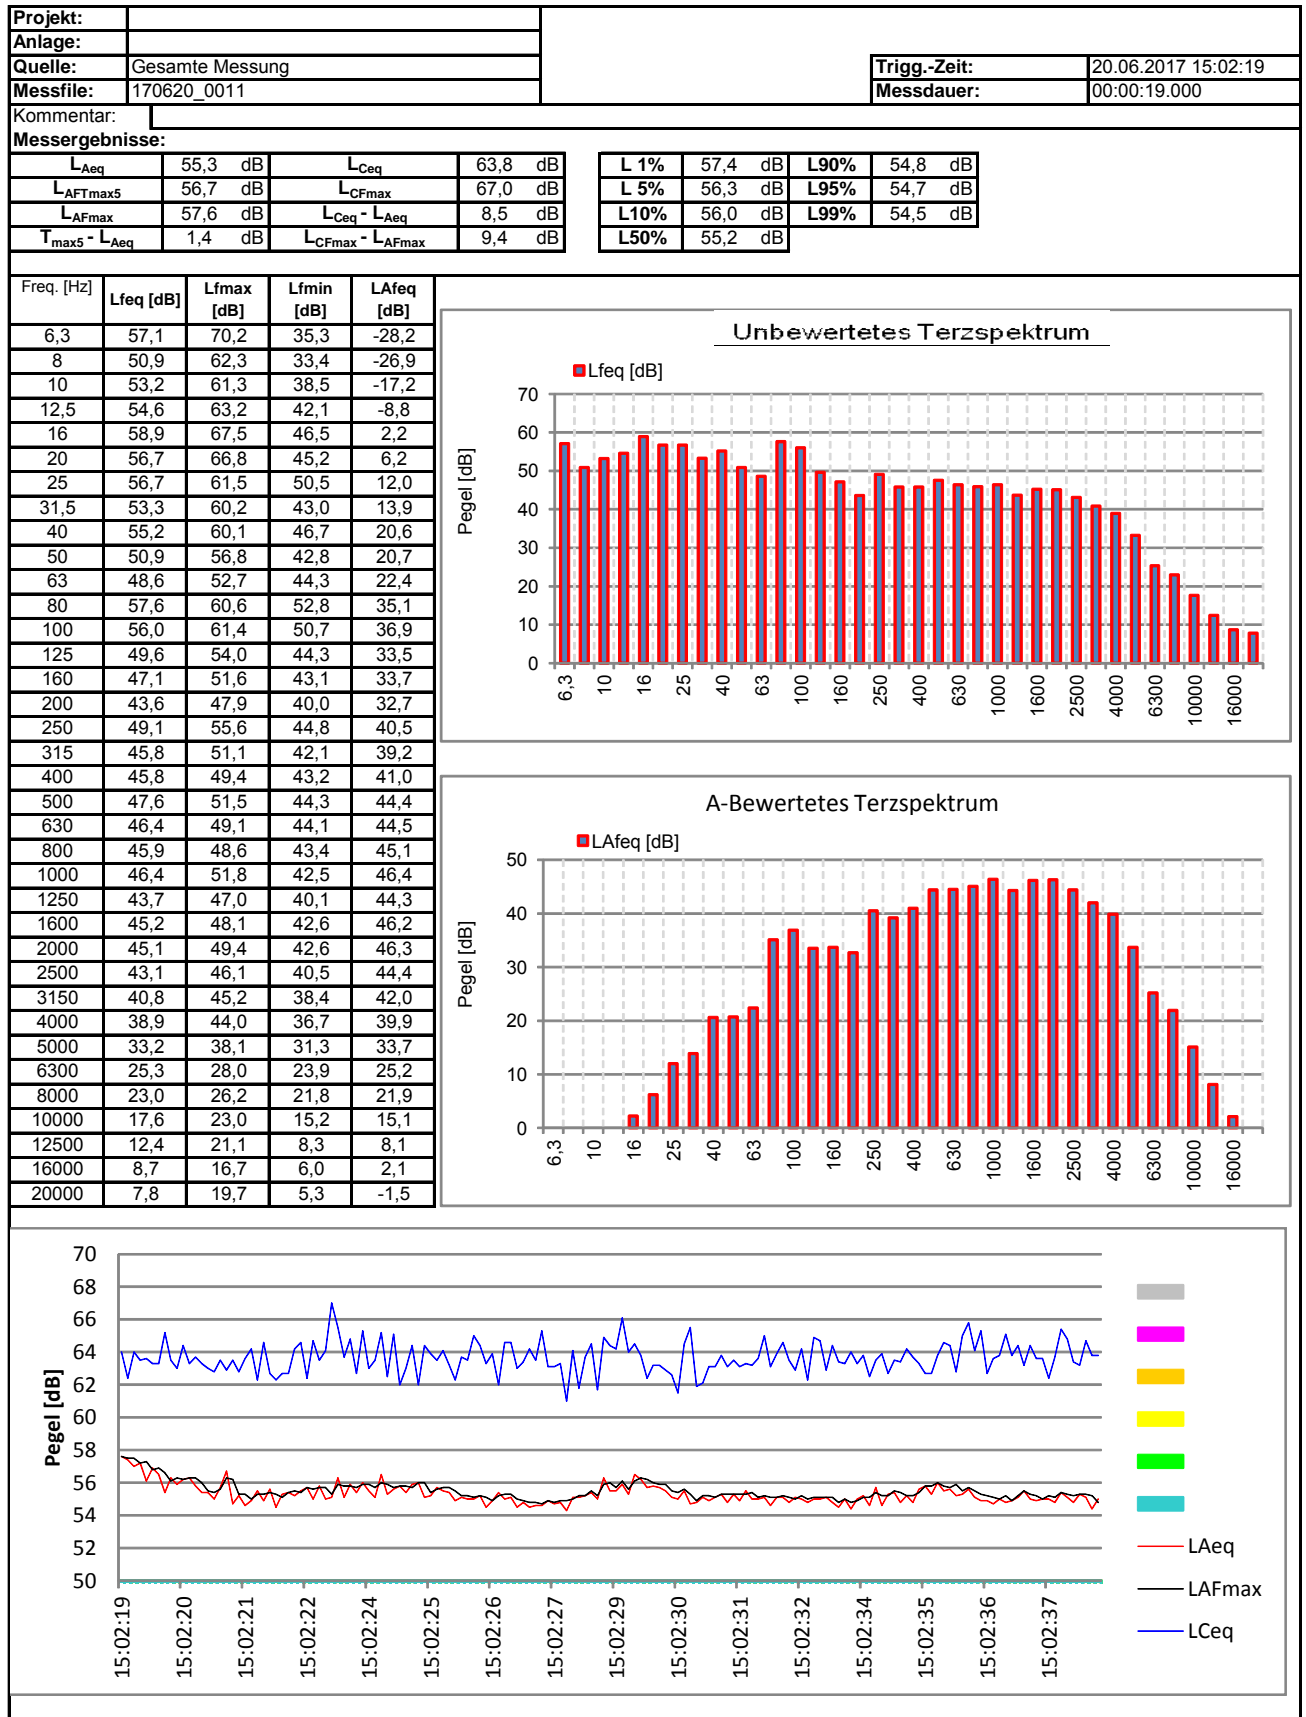 Projekt:
Anlage:
Quelle: Gesamte Messung Trigg.-Zeit: 20.06.2017 15:02:19
Messfile: 170620_0011 Messdauer: 00:00:19.000
Kommentar:
Messergebnisse:
LAeq 55,3 dB LCeq 63,8 dB L 1% 57,4 dB L90% 54,8 dB
LAFTmax5 56,7 dB LCFmax 67,0 dB L 5% 56,3 dB L95% 54,7 dB
LAFmax 57,6 dB LCeq - LAeq 8,5 dB L10% 56,0 dB L99% 54,5 dB
Tmax5 - LAeq 1,4 dB LCFmax - LAFmax 9,4 dB L50% 55,2 dB
Freq. [Hz] Lfeq [dB] Lfmax [dB] Lfmin [dB] LAfeq [dB]
6,3 57,1 70,2 35,3 -28,2
8 50,9 62,3 33,4 -26,9
10 53,2 61,3 38,5 -17,2
12,5 54,6 63,2 42,1 -8,8
16 58,9 67,5 46,5 2,2
20 56,7 66,8 45,2 6,2
25 56,7 61,5 50,5 12,0
31,5 53,3 60,2 43,0 13,9
40 55,2 60,1 46,7 20,6
50 50,9 56,8 42,8 20,7
63 48,6 52,7 44,3 22,4
80 57,6 60,6 52,8 35,1
100 56,0 61,4 50,7 36,9
125 49,6 54,0 44,3 33,5
160 47,1 51,6 43,1 33,7
200 43,6 47,9 40,0 32,7
250 49,1 55,6 44,8 40,5
315 45,8 51,1 42,1 39,2
400 45,8 49,4 43,2 41,0
500 47,6 51,5 44,3 44,4
630 46,4 49,1 44,1 44,5
800 45,9 48,6 43,4 45,1
1000 46,4 51,8 42,5 46,4
1250 43,7 47,0 40,1 44,3
1600 45,2 48,1 42,6 46,2
2000 45,1 49,4 42,6 46,3
2500 43,1 46,1 40,5 44,4
3150 40,8 45,2 38,4 42,0
4000 38,9 44,0 36,7 39,9
5000 33,2 38,1 31,3 33,7
6300 25,3 28,0 23,9 25,2
8000 23,0 26,2 21,8 21,9
10000 17,6 23,0 15,2 15,1
12500 12,4 21,1 8,3 8,1
16000 8,7 16,7 6,0 2,1
20000 7,8 19,7 5,3 -1,5
Unbewertetes Terzspektrum
Lfeq [dB]
Pegel [dB]
70
60
50
40
30
20
10
0
6,3 10 16 25 40 63 100 160 250 400 630 1000 1600 2500 4000 6300 10000 16000
A-Bewertetes Terzspektrum
LAfeq [dB]
Pegel [dB]
50
40
30
20
10
0
6,3 10 16 25 40 63 100 160 250 400 630 1000 1600 2500 4000 6300 10000 16000
Pegel [dB]
70
68
66
64
62
60
58
56
54
52
50
15:02:19 15:02:20 15:02:21 15:02:22 15:02:24 15:02:25 15:02:26 15:02:27 15:02:29 15:02:30 15:02:31 15:02:32 15:02:34 15:02:35 15:02:36 15:02:37
LAeq
LAFmax
LCeq